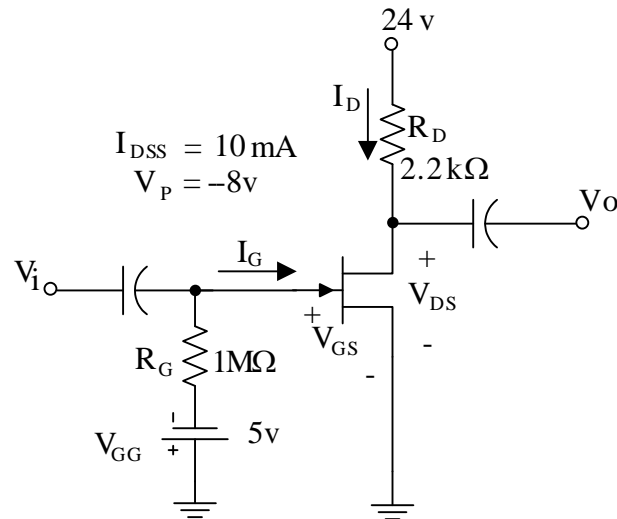 24 v
I_D
R_D
2.2 kΩ
I_DSS = 10 mA
V_P = –8v
Vo
I_G
V_i
+
V_DS
-
+
V_GS
-
R_G 1MΩ
-
V_GG 5v
+